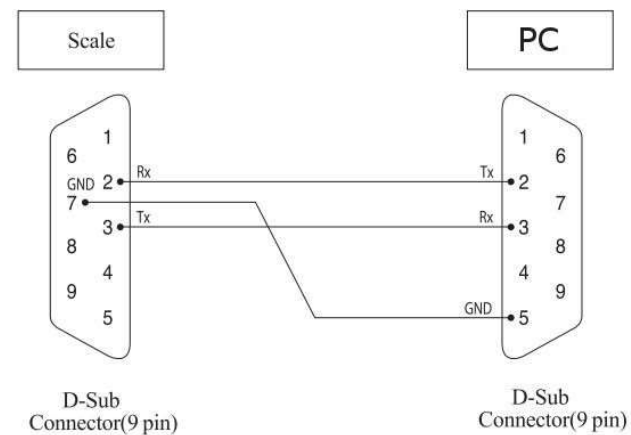 Scale
PC
1
6
Rx
GND 2
7
Tx
3
8
4
9
5
D-Sub
Connector(9 pin)
1
6
Tx
2
7
Rx
3
8
4
9
GND
5
D-Sub
Connector(9 pin)